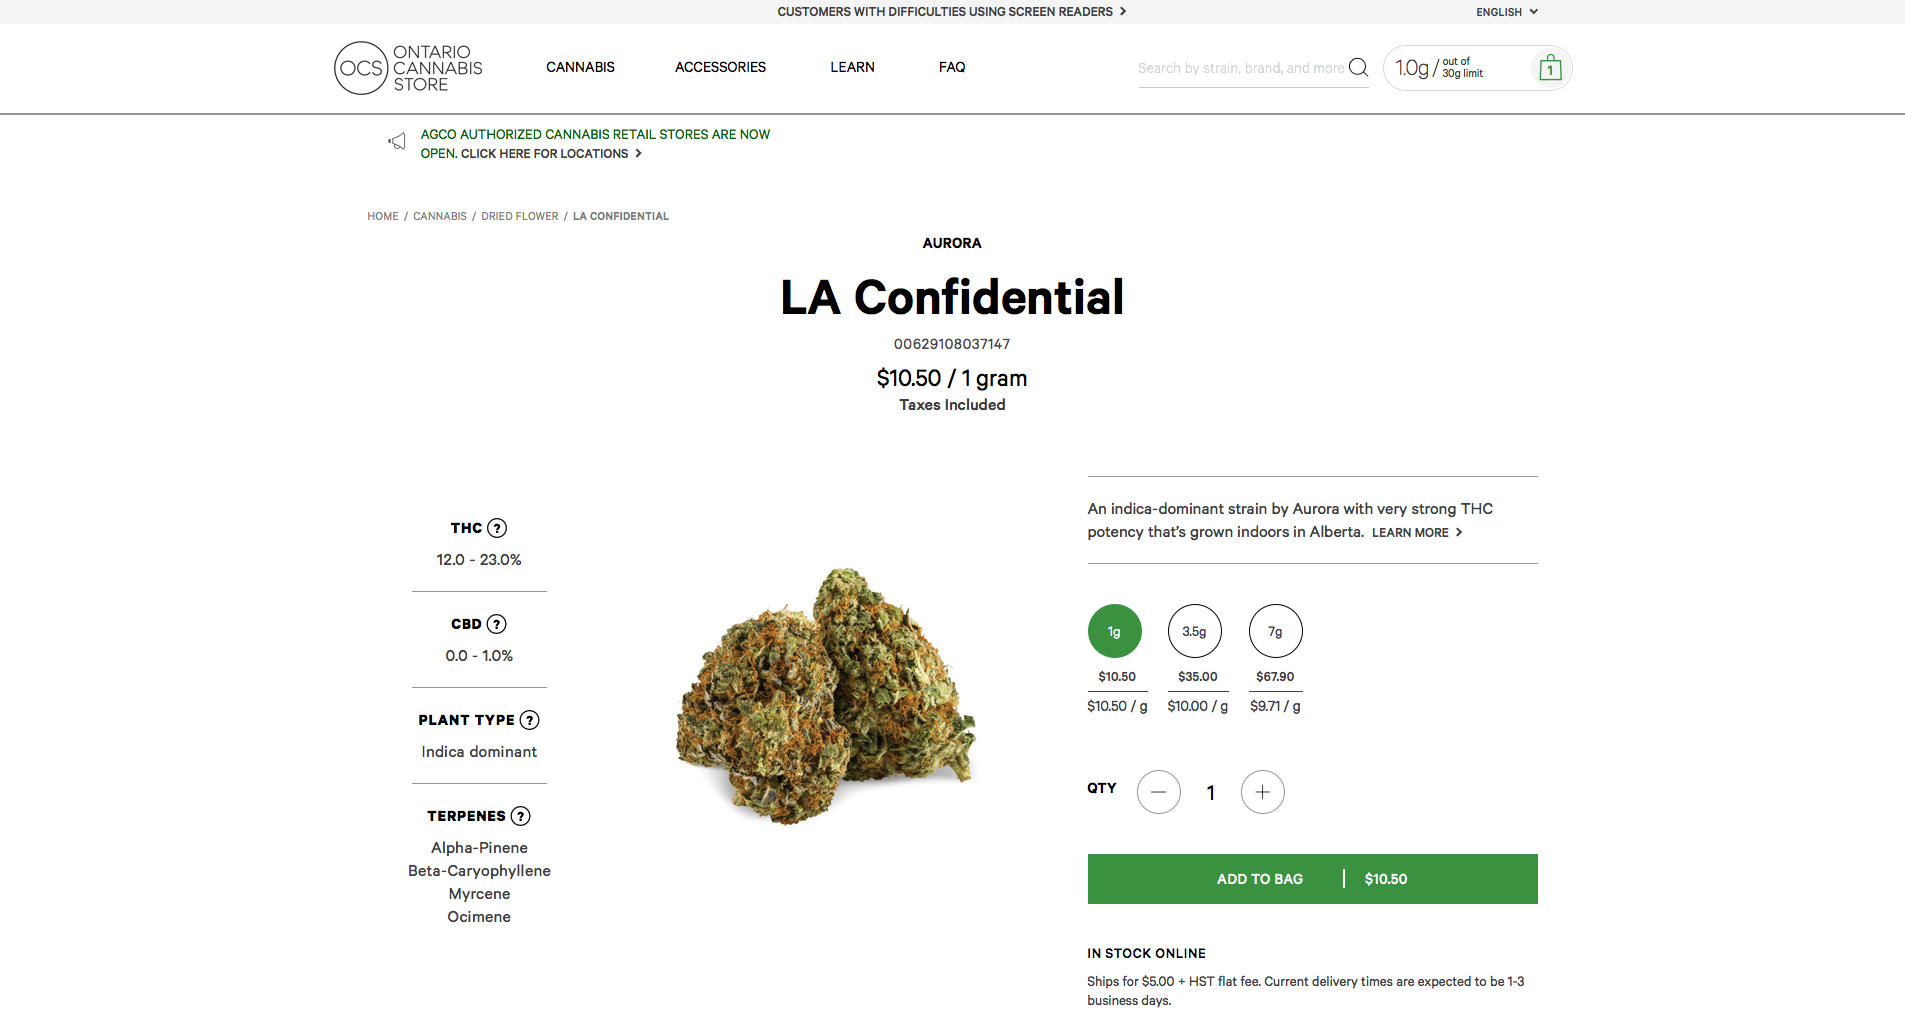 CUSTOMERS WITH DIFFICULTIES USING SCREEN READERS
ENGLISH
OCS
ONTARIO
CANNABIS
STORE
CANNABIS
ACCESSORIES
LEARN
FAQ
Search by strain, brand, and more
1.0g / out of
30g limit
1
AGCO AUTHORIZED CANNABIS RETAIL STORES ARE NOW
OPEN. CLICK HERE FOR LOCATIONS
HOME / CANNABIS / DRIED FLOWER / LA CONFIDENTIAL
AURORA
LA Confidential
00629108037147
$10.50 / 1 gram
Taxes Included
THC ?
12.0 - 23.0%
CBD ?
0.0 - 1.0%
PLANT TYPE ?
Indica dominant
TERPENES ?
Alpha-Pinene
Beta-Caryophyllene
Myrcene
Ocimene
An indica-dominant strain by Aurora with very strong THC
potency that's grown indoors in Alberta. LEARN MORE
1g 3.5g 7g
$10.50 $35.00 $67.90
$10.50 / g $10.00 / g $9.71 / g
QTY 1
ADD TO BAG | $10.50
IN STOCK ONLINE
Ships for $5.00 + HST flat fee. Current delivery times are expected to be 1-3
business days.